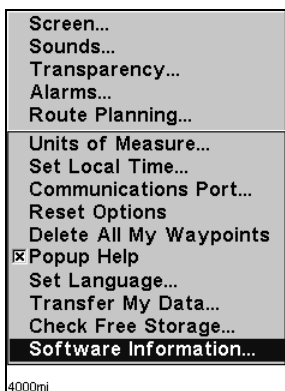 Screen...
Sounds...
Transparency...
Alarms...
Route Planning...
Units of Measure...
Set Local Time...
Communications Port...
Reset Options
Delete All My Waypoints
Popup Help
Set Language...
Transfer My Data...
Check Free Storage...
Software Information...
4000mi